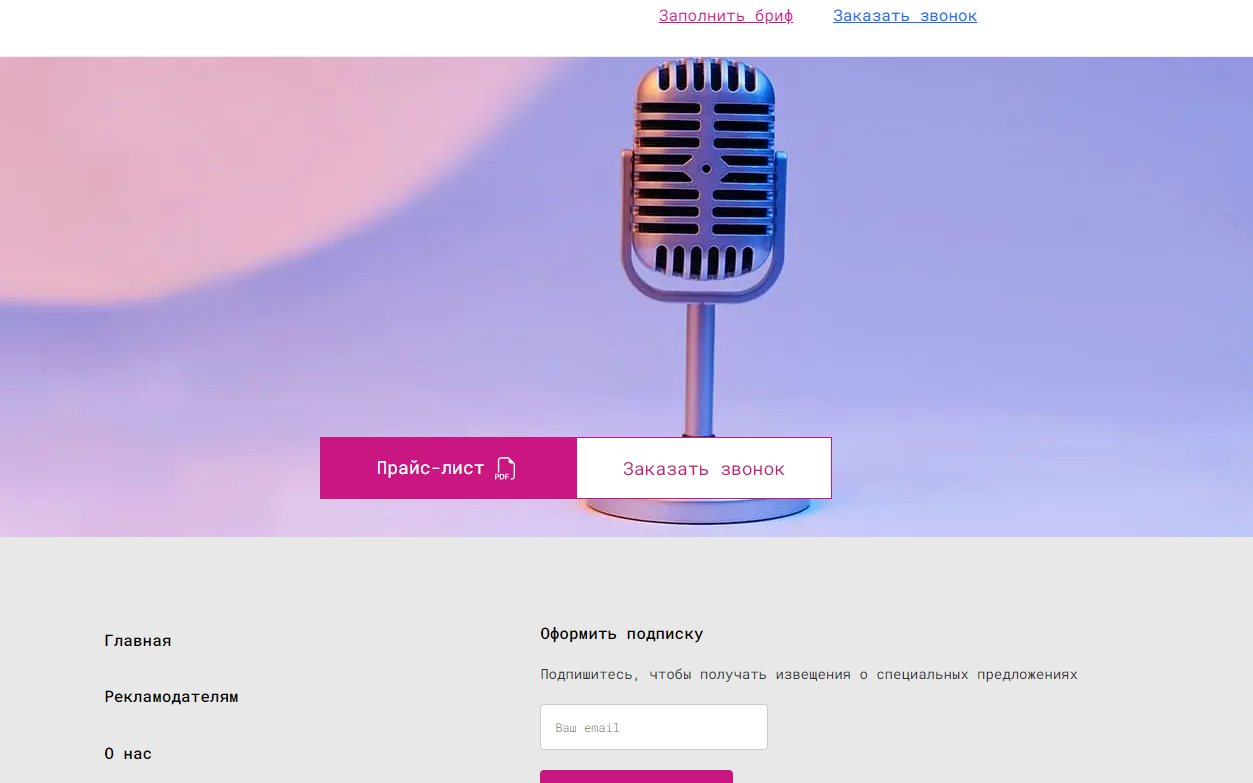 Заполнить бриф
Заказать звонок
Прайс-лист PDF
Заказать звонок
Главная
Рекламодателям
О нас
Оформить подписку
Подпишитесь, чтобы получать извещения о специальных предложениях
Ваш email